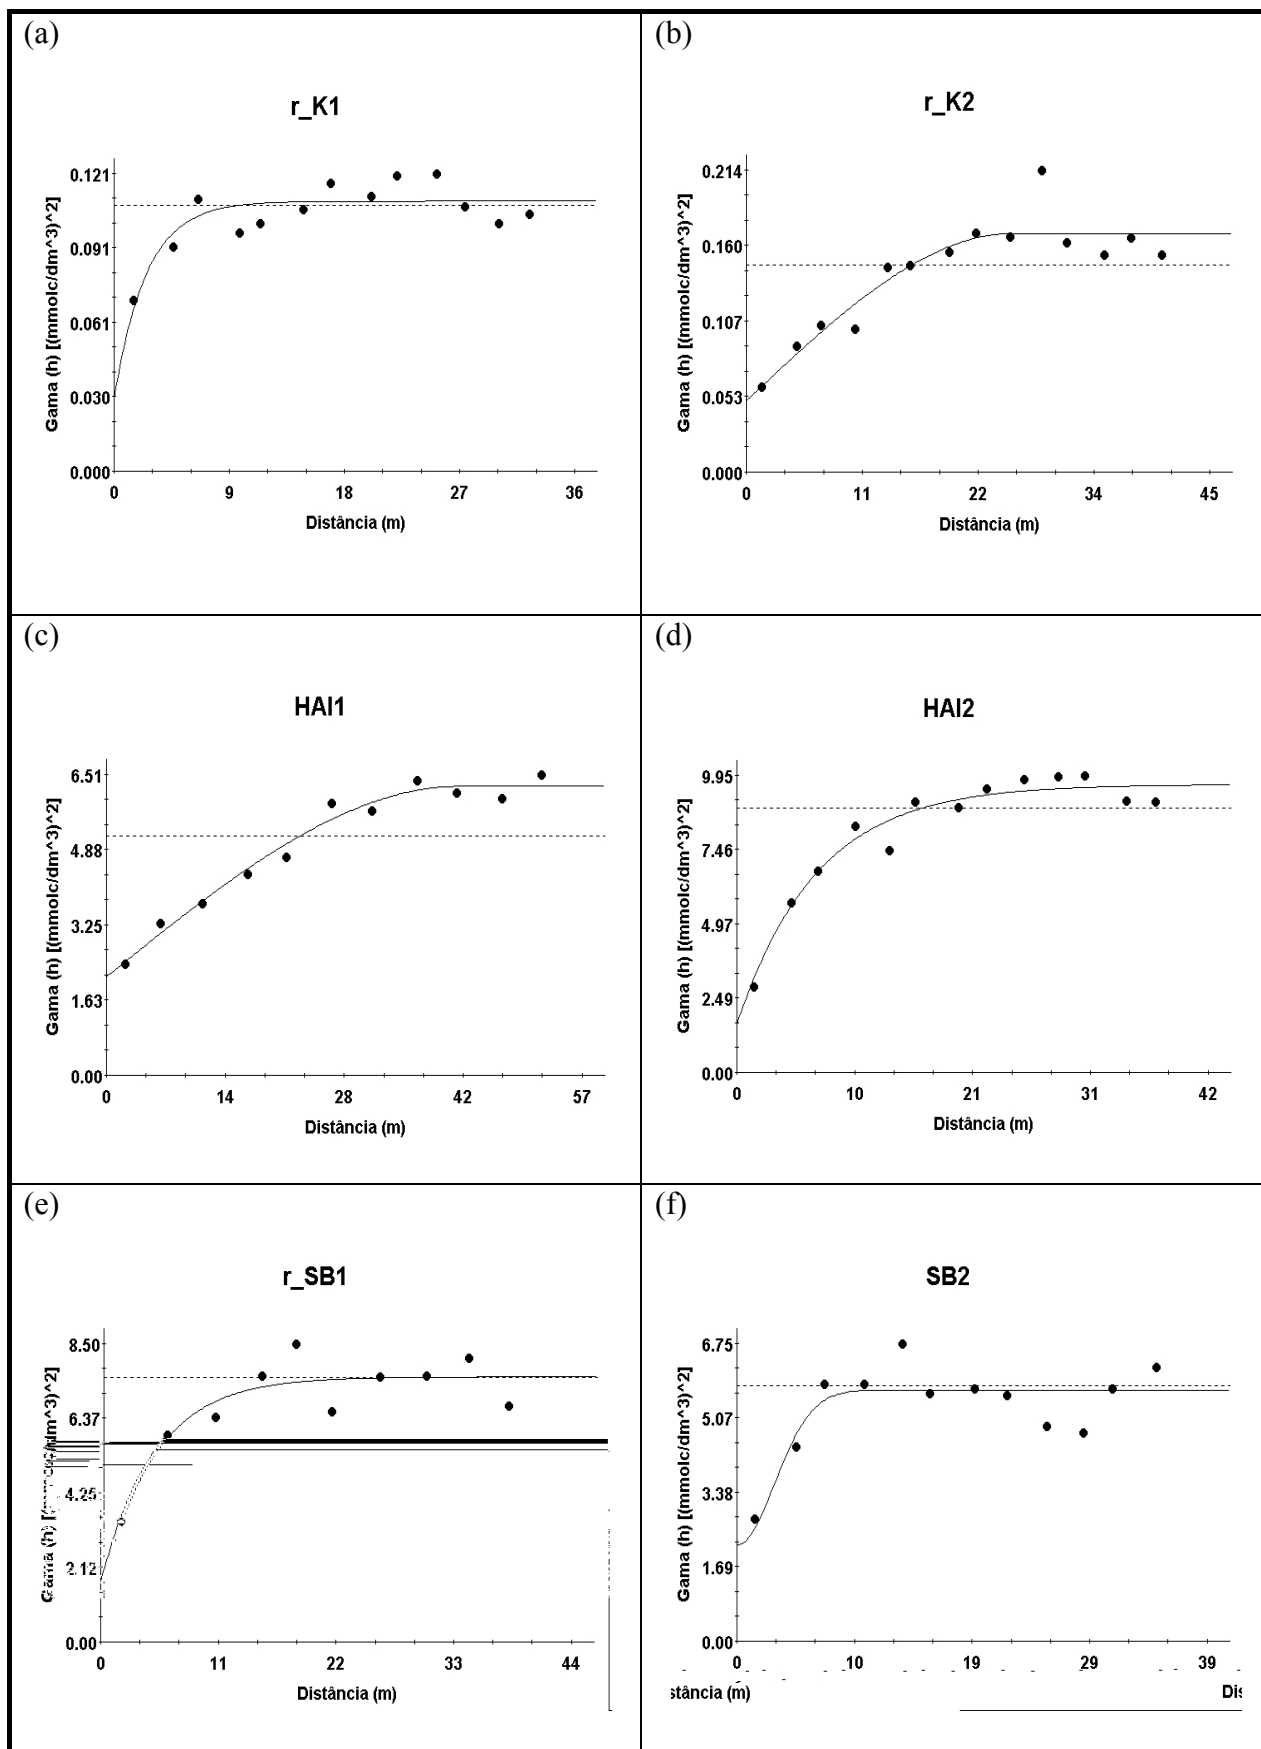 (a)
r_K1
Gama (h) [(mmolc/dm^3)^2]
0.121
0.091
0.061
0.030
0.000
0 9 18 27 36
Distância (m)
(b)
r_K2
Gama (h) [(mmolc/dm^3)^2]
0.214
0.160
0.107
0.053
0.000
0 11 22 34 45
Distância (m)
(c)
HAl1
Gama (h) [(mmolc/dm^3)^2]
6.51
4.88
3.25
1.63
0.00
0 14 28 42 57
Distância (m)
(d)
HAl2
Gama (h) [(mmolc/dm^3)^2]
9.95
7.46
4.97
2.49
0.00
0 10 21 31 42
Distância (m)
(e)
r_SB1
Gama (h) [(mmolc/dm^3)^2]
8.50
6.37
4.25
2.12
0.00
0 11 22 33 44
Distância (m)
(f)
SB2
Gama (h) [(mmolc/dm^3)^2]
6.75
5.07
3.38
1.69
0.00
0 10 19 29 39
stância (m) Dis